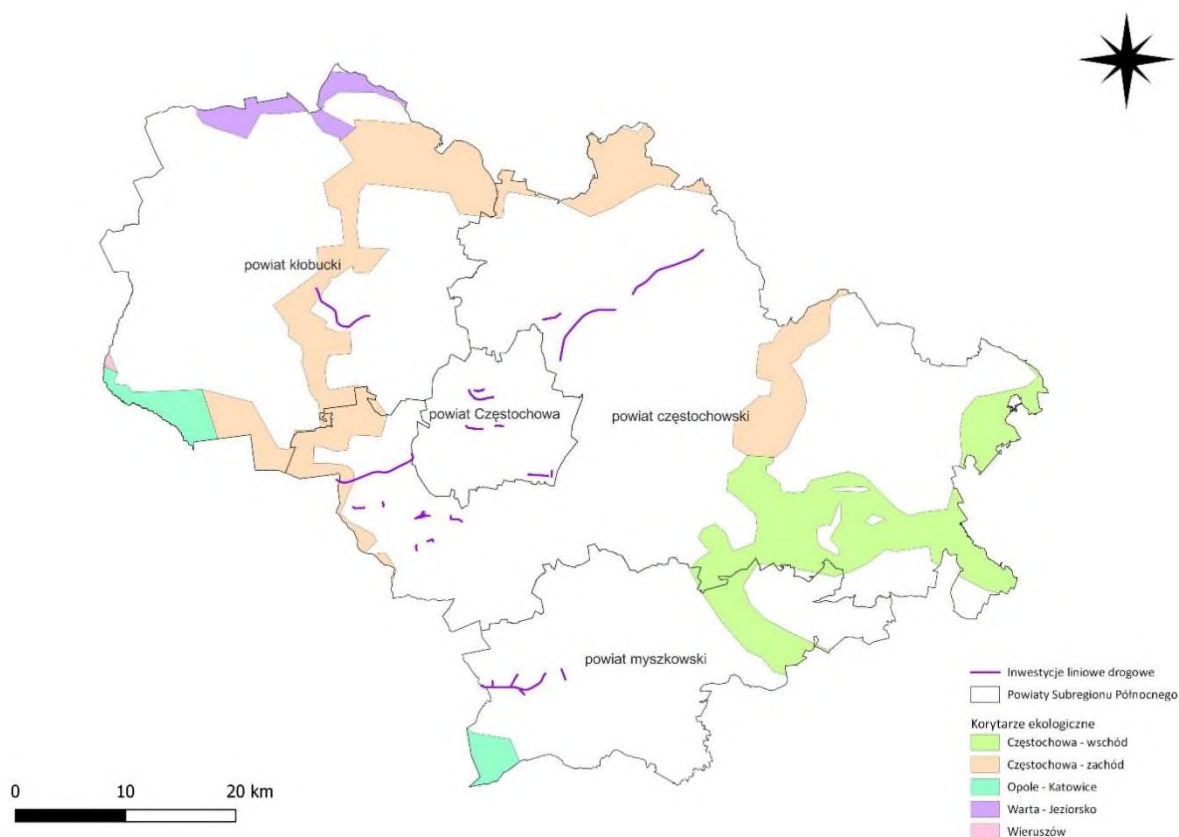 powiat kłobucki
powiat Częstochowa
powiat częstochowski
powiat myszkowski
Inwestycje liniowe drogowe
Powiaty Subregionu Północnego
Korytarze ekologiczne
Częstochowa - wschód
Częstochowa - zachód
Opole - Katowice
Warta - Jeziorsko
Wieruszów
0 10 20 km